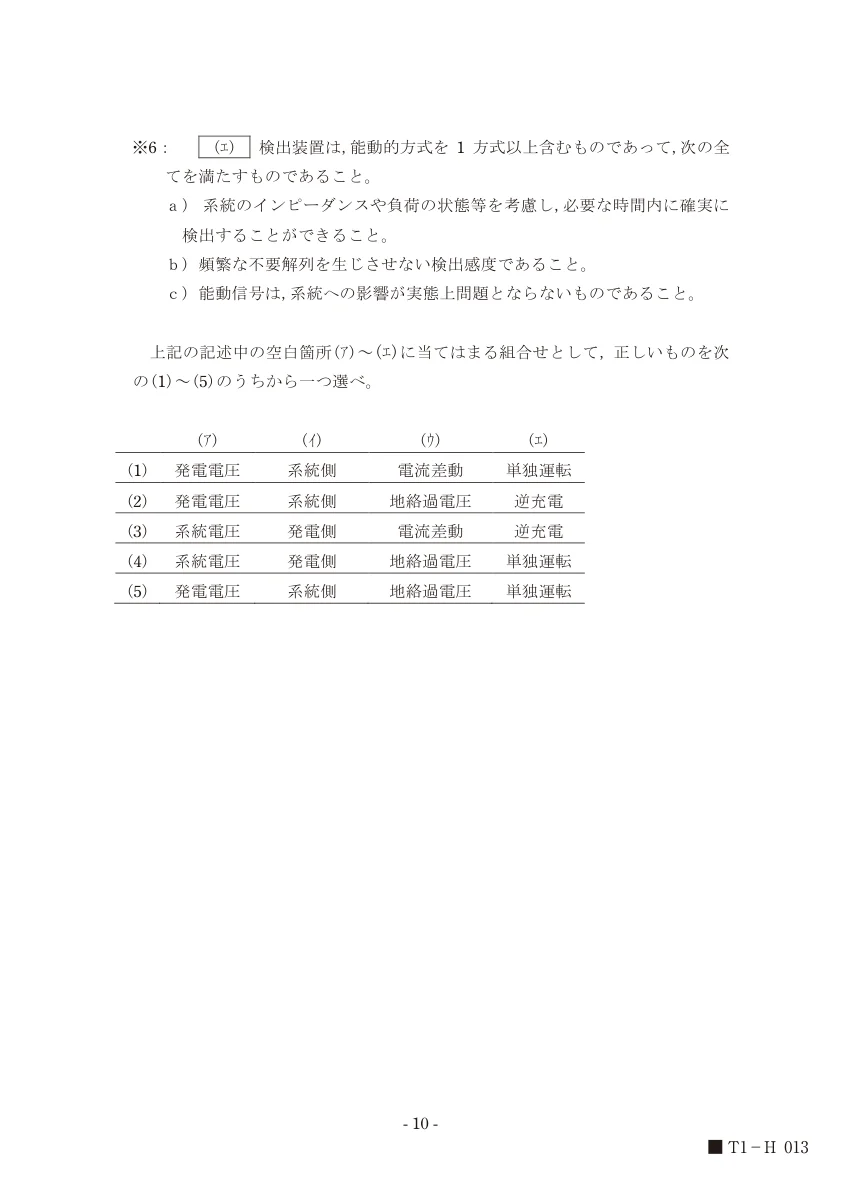 ※6： (ｴ) 検出装置は,能動的方式を 1 方式以上含むものであって,次の全
てを満たすものであること。
a） 系統のインピーダンスや負荷の状態等を考慮し,必要な時間内に確実に
検出することができること。
b）頻繁な不要解列を生じさせない検出感度であること。
c）能動信号は,系統への影響が実態上問題とならないものであること。
上記の記述中の空白箇所(ｱ)～(ｴ)に当てはまる組合せとして, 正しいものを次
の(1)～(5)のうちから一つ選べ。
(ｱ) (ｲ) (ｳ) (ｴ)
(1) 発電電圧 系統側 電流差動 単独運転
(2) 発電電圧 系統側 地絡過電圧 逆充電
(3) 系統電圧 発電側 電流差動 逆充電
(4) 系統電圧 発電側 地絡過電圧 単独運転
(5) 発電電圧 系統側 地絡過電圧 単独運転
- 10 -
■ T1－H 013